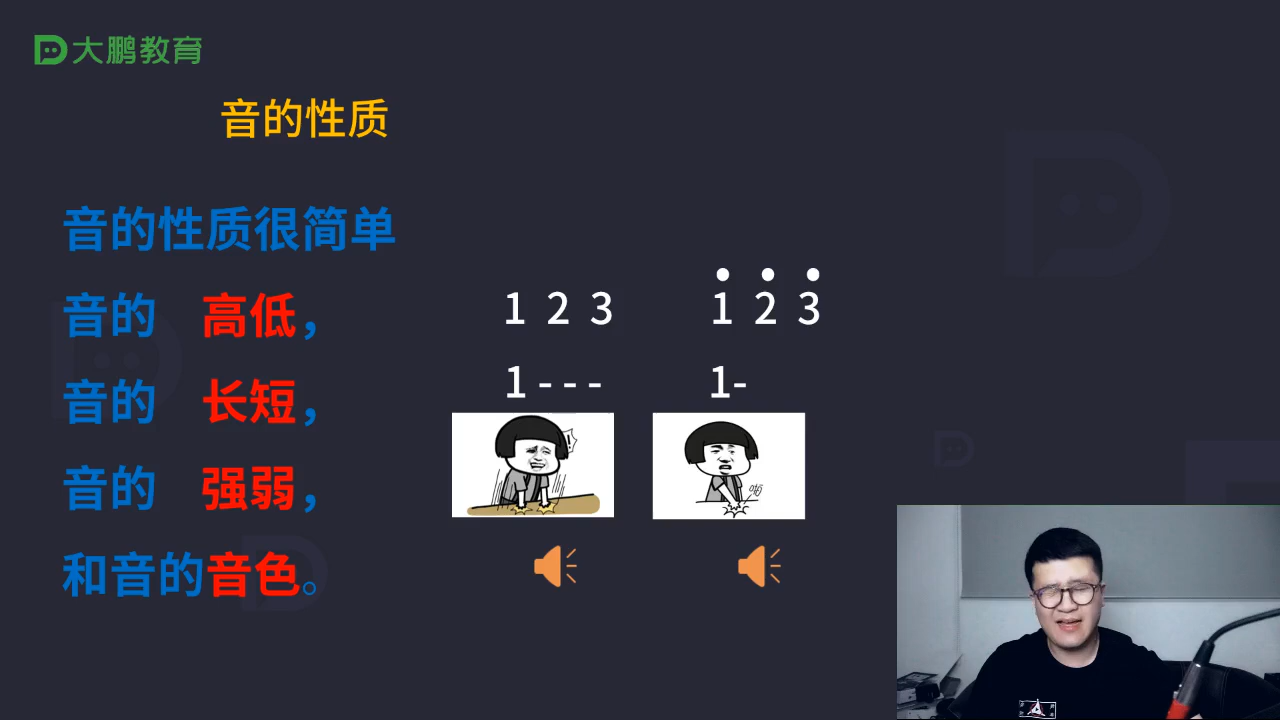 大鹏教育
音的性质
音的性质很简单
音的 高低，
1 2 3 1 2 3
音的 长短，
1 - - - 1-
音的 强弱，
和音的音色。